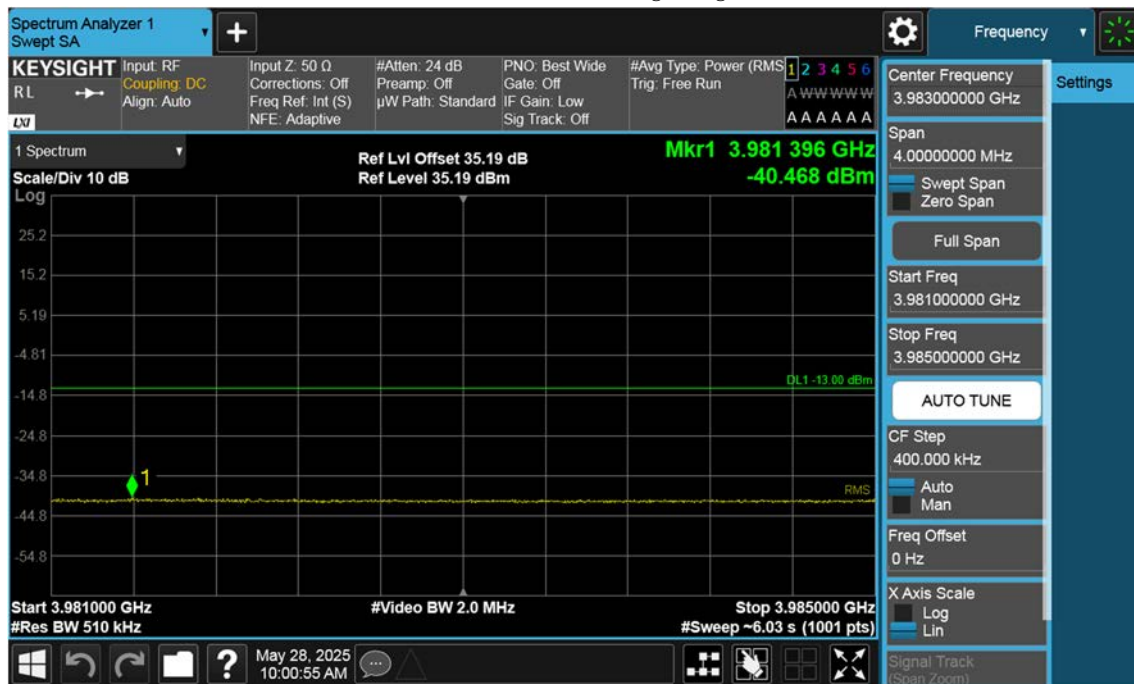 Spectrum Analyzer 1
Swept SA
+
Frequency
KEYSIGHT
RL
LXI
Input: RF
Coupling: DC
Align: Auto
Input Z: 50 Ω
Corrections: Off
Freq Ref: Int (S)
NFE: Adaptive
#Atten: 24 dB
Preamp: Off
µW Path: Standard
PNO: Best Wide
Gate: Off
IF Gain: Low
Sig Track: Off
#Avg Type: Power (RMS
Trig: Free Run
1 2 3 4 5 6
A W W W W W
A A A A A A
1 Spectrum
Scale/Div 10 dB
Log
Ref Lvl Offset 35.19 dB
Ref Level 35.19 dBm
Mkr1 3.981 396 GHz
-40.468 dBm
25.2
15.2
5.19
-4.81
DL1 -13.00 dBm
-14.8
-24.8
-34.8
1
RMS
-44.8
-54.8
Start 3.981000 GHz
#Res BW 510 kHz
#Video BW 2.0 MHz
Stop 3.985000 GHz
#Sweep ~6.03 s (1001 pts)
?
May 28, 2025
10:00:55 AM
Center Frequency
3.983000000 GHz
Span
4.00000000 MHz
Swept Span
Zero Span
Full Span
Start Freq
3.981000000 GHz
Stop Freq
3.985000000 GHz
AUTO TUNE
CF Step
400.000 kHz
Auto
Man
Freq Offset
0 Hz
X Axis Scale
Log
Lin
Signal Track
(Span Zoom)
Settings